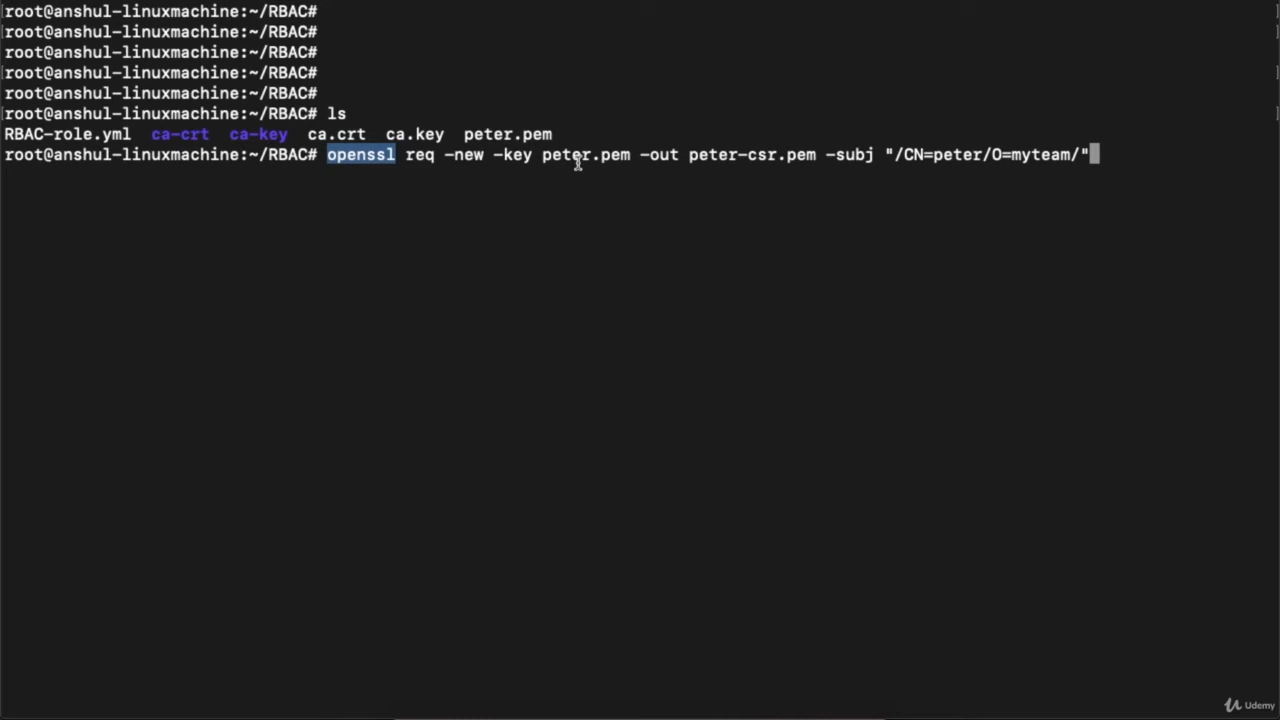 root@anshul-linuxmachine:~/RBAC#
root@anshul-linuxmachine:~/RBAC#
root@anshul-linuxmachine:~/RBAC#
root@anshul-linuxmachine:~/RBAC#
root@anshul-linuxmachine:~/RBAC#
root@anshul-linuxmachine:~/RBAC# ls
RBAC-role.yml ca-crt ca-key ca.crt ca.key peter.pem
root@anshul-linuxmachine:~/RBAC# openssl req -new -key peter.pem -out peter-csr.pem -subj "/CN=peter/O=myteam/"
Udemy